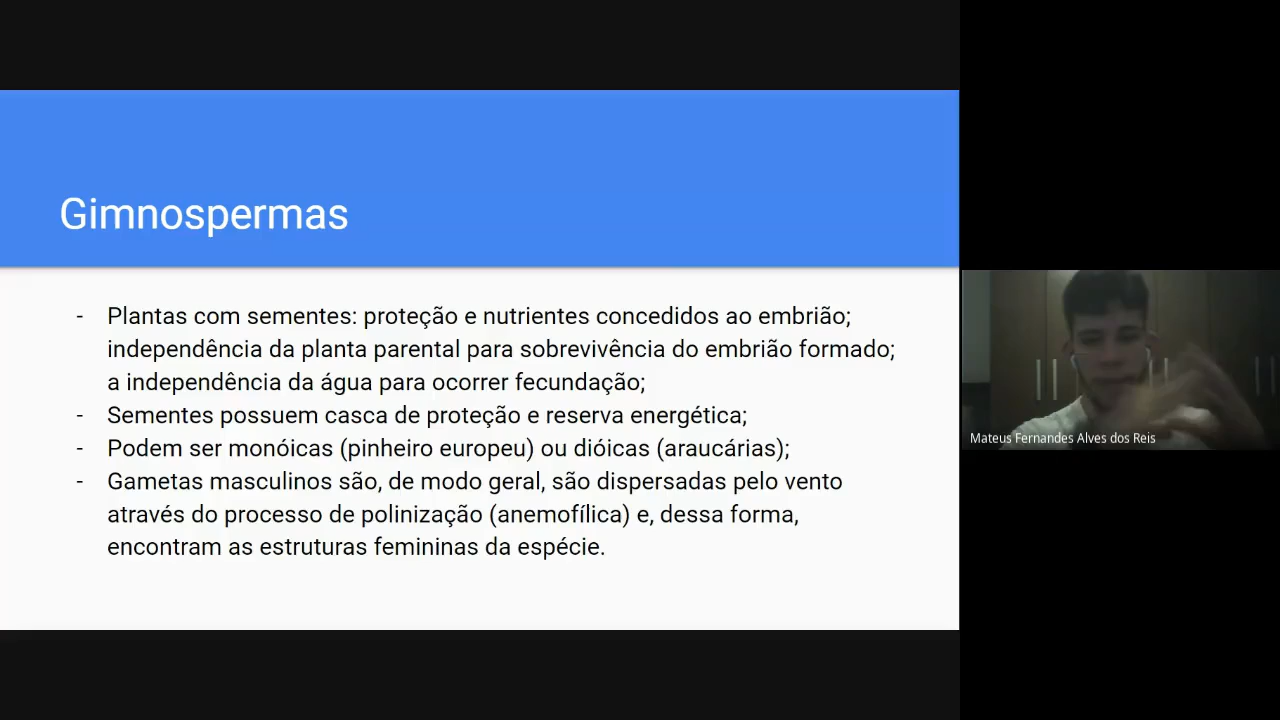 Gimnospermas
- Plantas com sementes: proteção e nutrientes concedidos ao embrião;
independência da planta parental para sobrevivência do embrião formado;
a independência da água para ocorrer fecundação;
- Sementes possuem casca de proteção e reserva energética;
- Podem ser monóicas (pinheiro europeu) ou dióicas (araucárias);
- Gametas masculinos são, de modo geral, são dispersadas pelo vento
através do processo de polinização (anemofílica) e, dessa forma,
encontram as estruturas femininas da espécie.
Mateus Fernandes Alves dos Reis